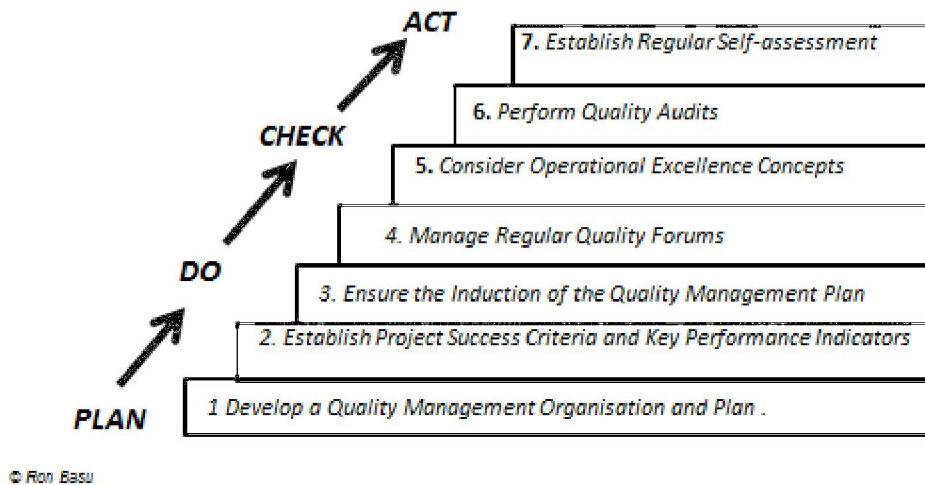 ACT
7. Establish Regular Self-assessment
6. Perform Quality Audits
CHECK
5. Consider Operational Excellence Concepts
4. Manage Regular Quality Forums
DO
3. Ensure the Induction of the Quality Management Plan
2. Establish Project Success Criteria and Key Performance Indicators
1 Develop a Quality Management Organisation and Plan .
PLAN
© Ron Basu